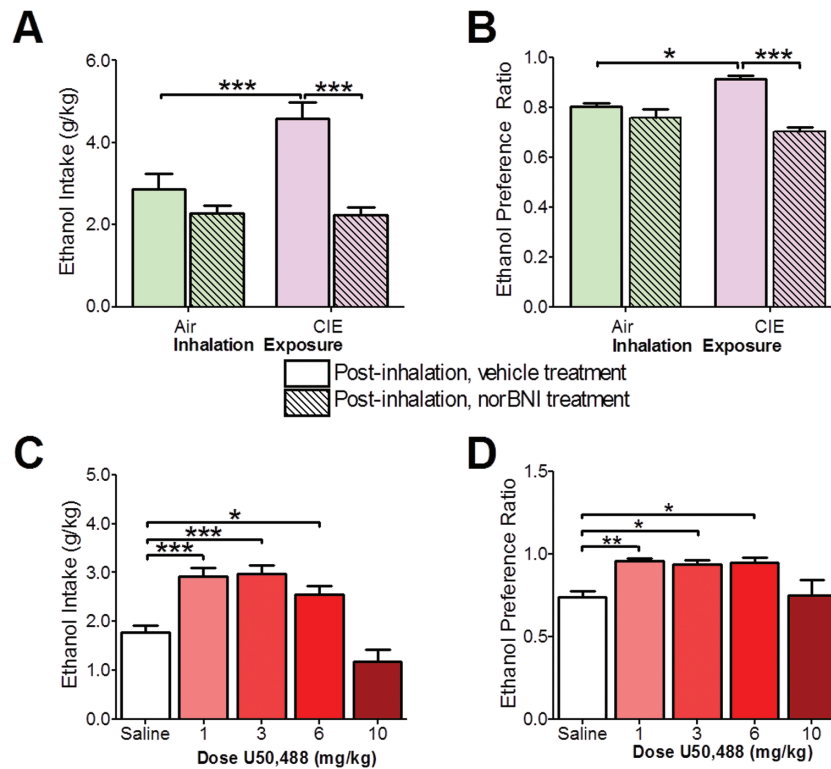 A
Ethanol Intake (g/kg)
6.0
4.0
2.0
0.0
***
***
Air
CIE
Inhalation Exposure
B
Ethanol Preference Ratio
1.0
0.8
0.6
0.4
0.2
0.0
*
***
Air
CIE
Inhalation Exposure
Post-inhalation, vehicle treatment
Post-inhalation, norBNI treatment
C
Ethanol Intake (g/kg)
5.0
4.0
3.0
2.0
1.0
0.0
*
***
***
Saline 1 3 6 10
Dose U50,488 (mg/kg)
D
Ethanol Preference Ratio
1.5
1.0
0.5
0.0
*
*
**
Saline 1 3 6 10
Dose U50,488 (mg/kg)